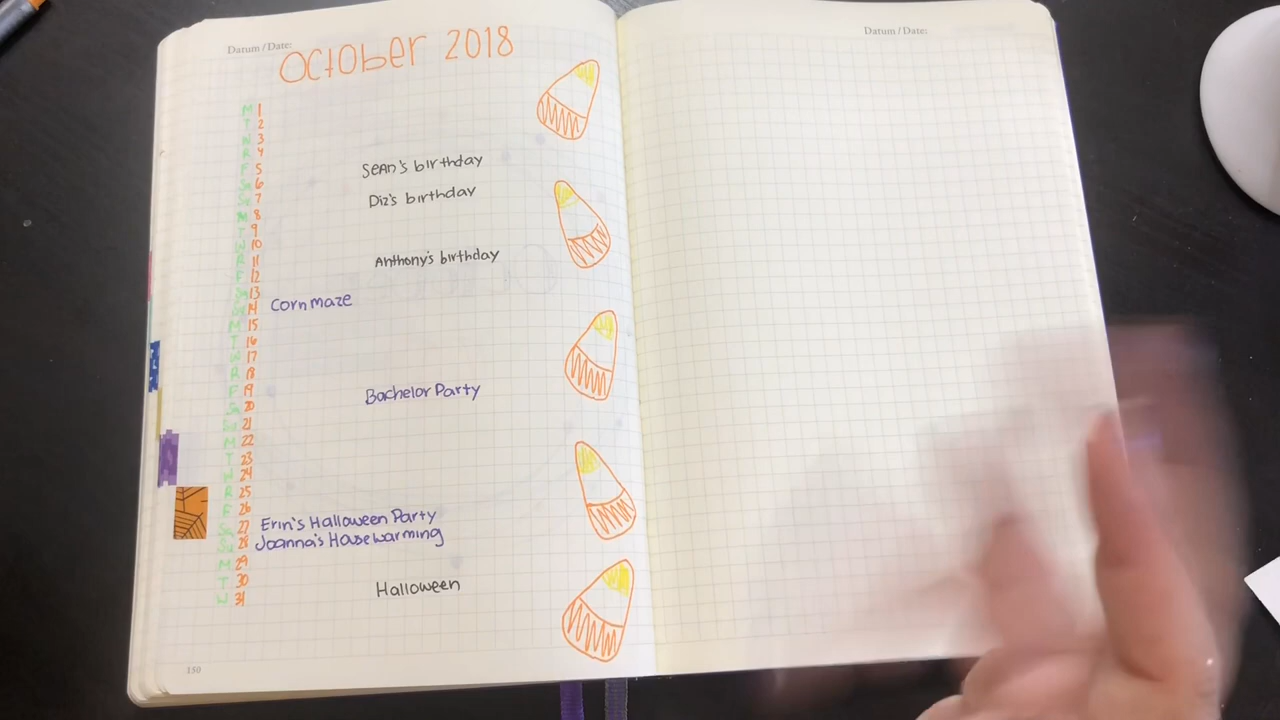 Datum / Date:
October 2018
M 1
T 2
W 3
R 4
F 5
Sa 6
Su 7
M 8
T 9
W 10
R 11
F 12
Sa 13
Su 14
M 15
T 16
W 17
R 18
F 19
Sa 20
Su 21
M 22
T 23
W 24
R 25
F 26
Sa 27
Su 28
M 29
T 30
W 31
Sean's birthday
Diz's birthday
Anthony's birthday
Corn maze
Bachelor Party
Erin's Halloween Party
Joanna's Housewarming
Halloween
150
Datum / Date: